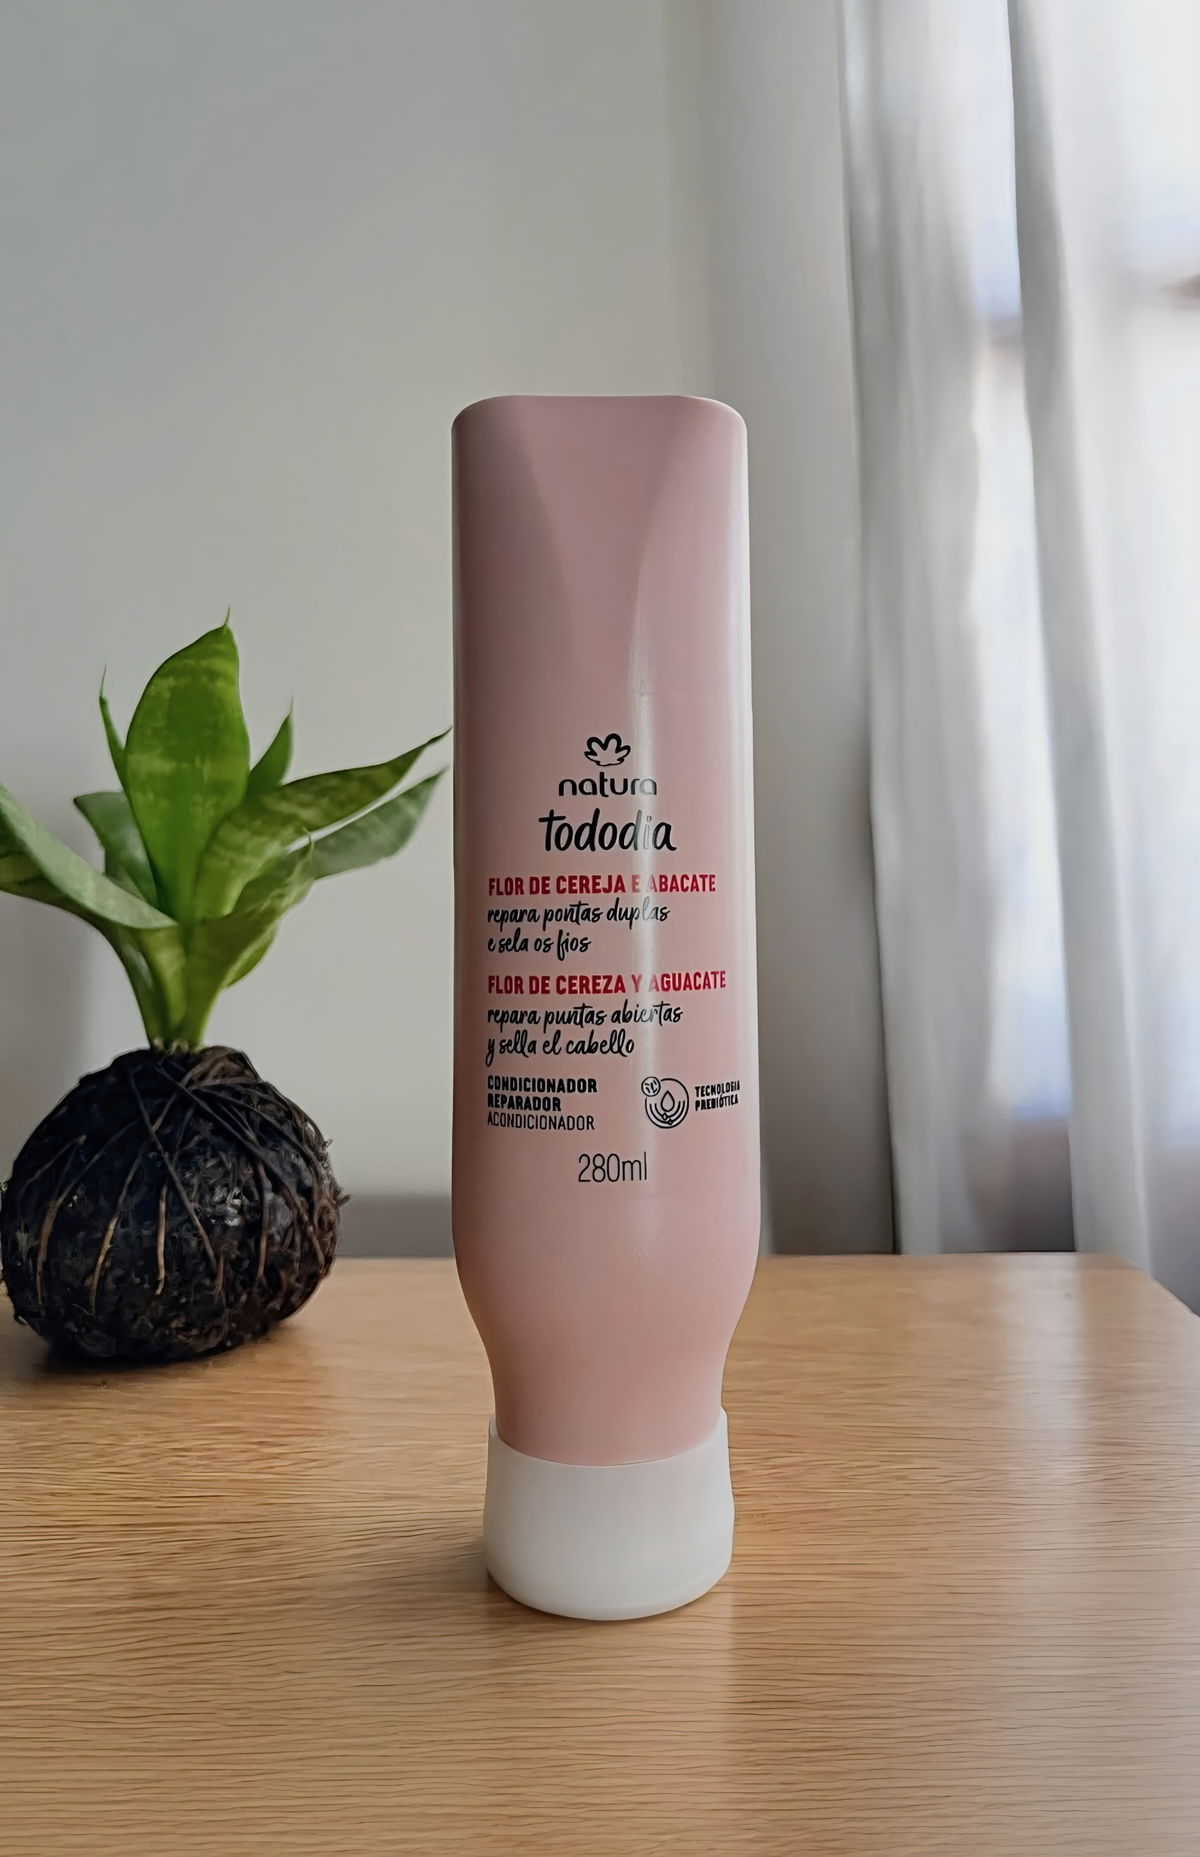 natura
tododia
FLOR DE CEREJA E ABACATE
repara pontas duplas
e sela os fios
FLOR DE CEREZA Y AGUACATE
repara puntas abiertas
y sella el cabello
CONDICIONADOR
REPARADOR
ACONDICIONADOR
TECNOLOGIA
PREBIÓTICA
280ml